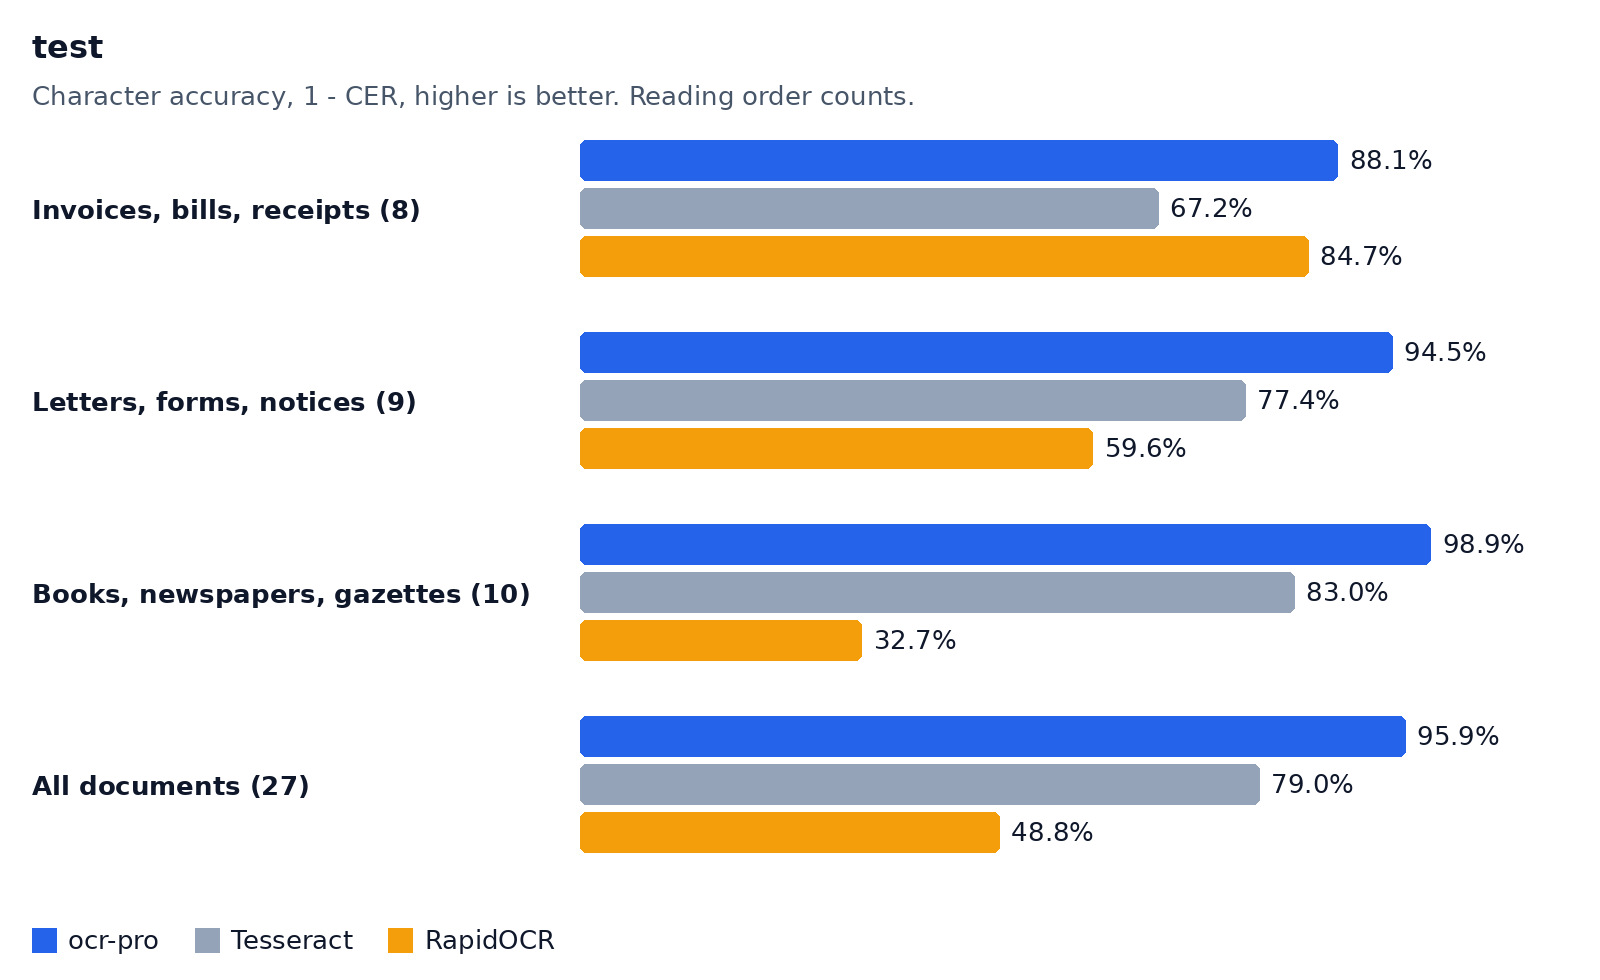 test
Character accuracy, 1 - CER, higher is better. Reading order counts.
Invoices, bills, receipts (8)
88.1%
67.2%
84.7%
Letters, forms, notices (9)
94.5%
77.4%
59.6%
Books, newspapers, gazettes (10)
98.9%
83.0%
32.7%
All documents (27)
95.9%
79.0%
48.8%
ocr-pro Tesseract RapidOCR